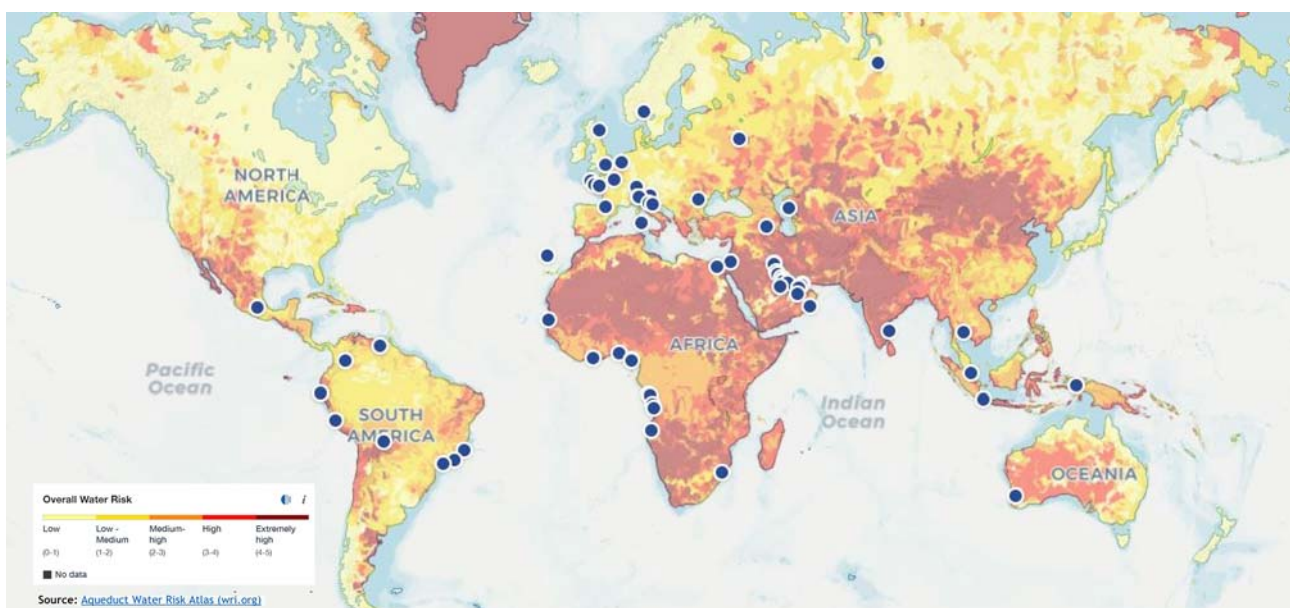 NORTH
AMERICA
ASIA
AFRICA
Pacific
Ocean
SOUTH
AMERICA
Indian
Ocean
OCEANIA
Overall Water Risk i
Low Low - Medium- High Extremely
Medium high high
(0-1) (1-2) (2-3) (3-4) (4-5)
No data
Source: Aqueduct Water Risk Atlas (wri.org)